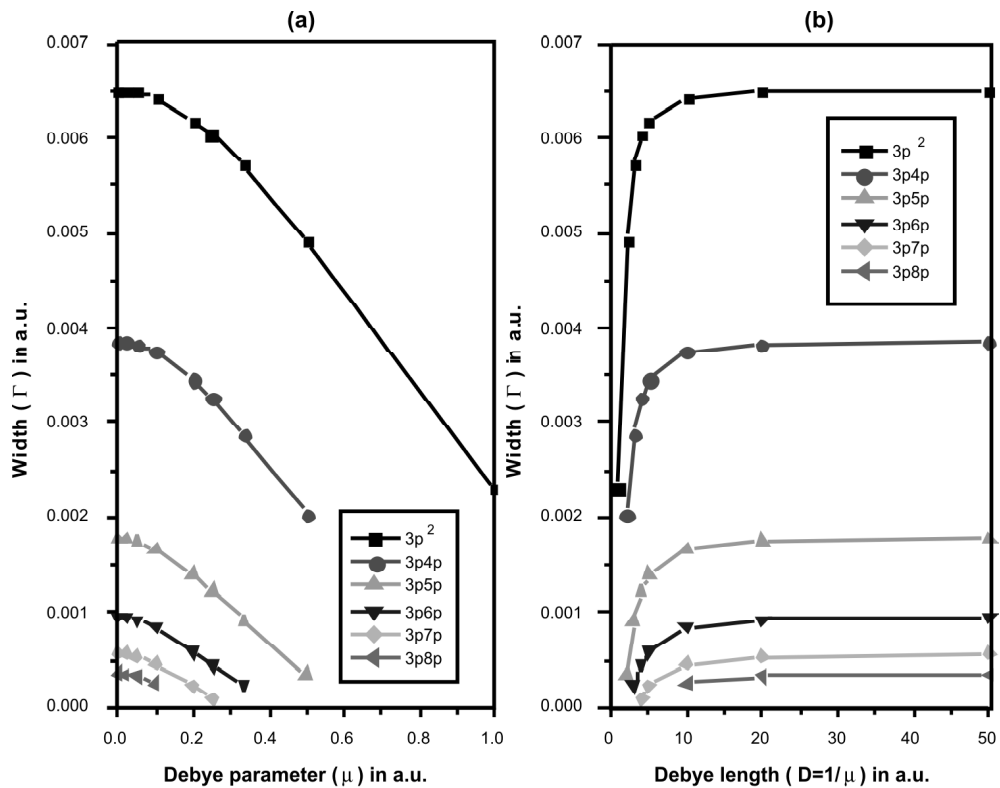 (a)
0.007
0.006
0.005
0.004
0.003
0.002
0.001
0.000
Width ( Γ ) in a.u.
3p 2
3p4p
3p5p
3p6p
3p7p
3p8p
0.0
0.2
0.4
0.6
0.8
1.0
Debye parameter ( μ ) in a.u.
(b)
0.007
0.006
0.005
0.004
0.003
0.002
0.001
0.000
Width ( Γ ) in a.u.
3p 2
3p4p
3p5p
3p6p
3p7p
3p8p
0
10
20
30
40
50
Debye length ( D=1/ μ ) in a.u.